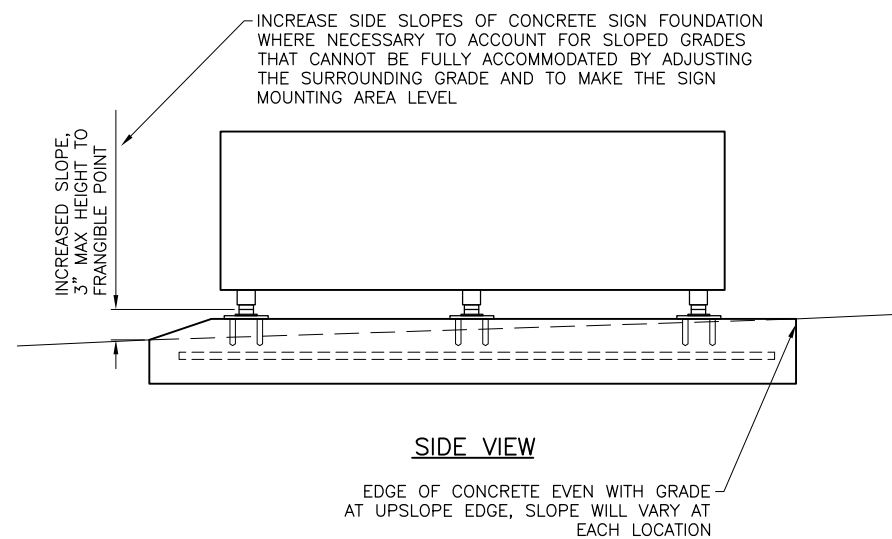 INCREASE SIDE SLOPES OF CONCRETE SIGN FOUNDATION
WHERE NECESSARY TO ACCOUNT FOR SLOPED GRADES
THAT CANNOT BE FULLY ACCOMMODATED BY ADJUSTING
THE SURROUNDING GRADE AND TO MAKE THE SIGN
MOUNTING AREA LEVEL
INCREASED SLOPE,
3" MAX HEIGHT TO
FRANGIBLE POINT
SIDE VIEW
EDGE OF CONCRETE EVEN WITH GRADE
AT UPSLOPE EDGE, SLOPE WILL VARY AT
EACH LOCATION